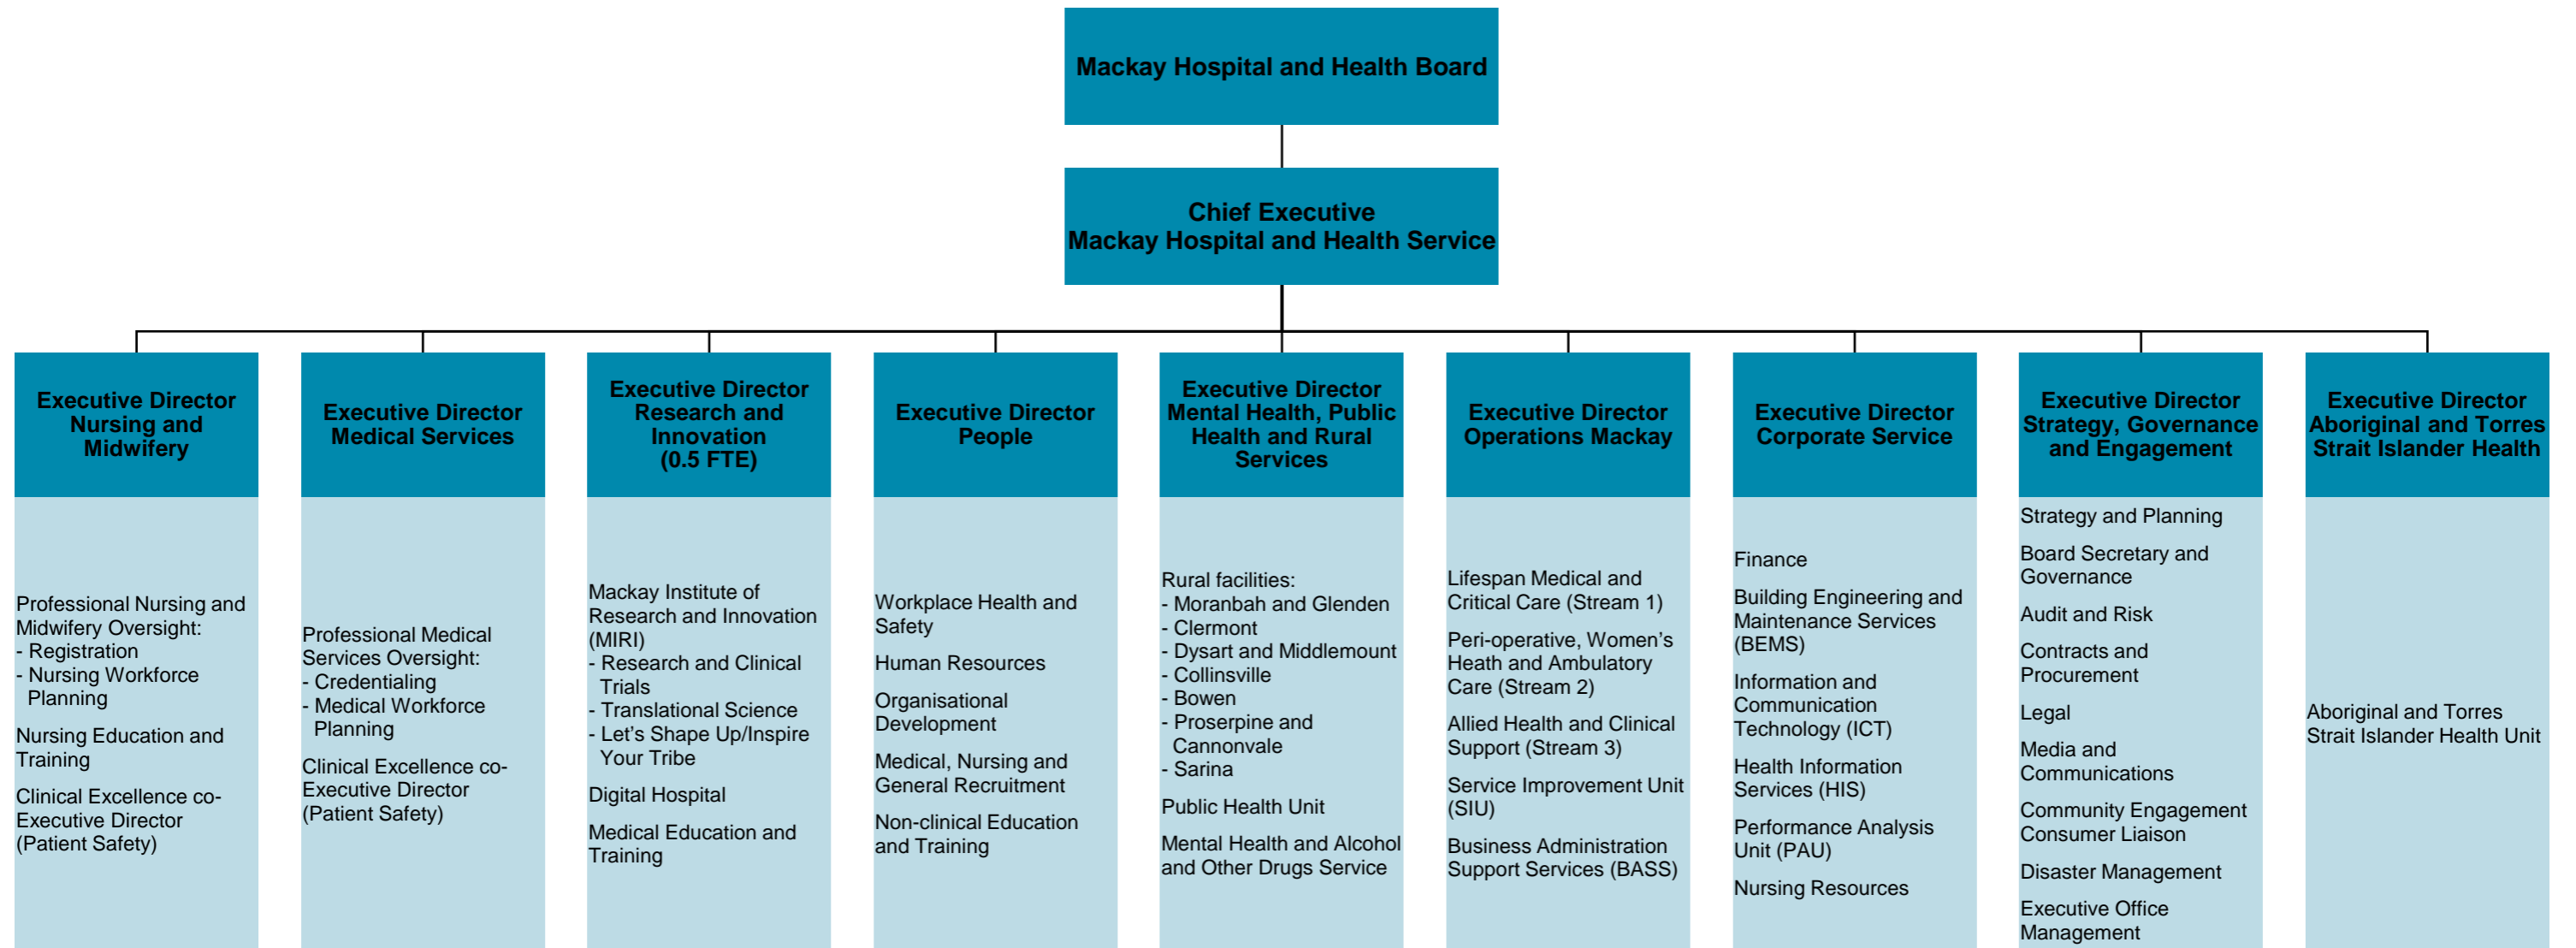 Mackay Hospital and Health Board
Chief Executive
Mackay Hospital and Health Service
Executive Director
Nursing and
Midwifery
Professional Nursing and
Midwifery Oversight:
- Registration
- Nursing Workforce
Planning
Nursing Education and
Training
Clinical Excellence co-
Executive Director
(Patient Safety)
Executive Director
Medical Services
Professional Medical
Services Oversight:
- Credentialing
- Medical Workforce
Planning
Clinical Excellence co-
Executive Director
(Patient Safety)
Executive Director
Research and
Innovation
(0.5 FTE)
Mackay Institute of
Research and Innovation
(MIRI)
- Research and Clinical
Trials
- Translational Science
- Let's Shape Up/Inspire
Your Tribe
Digital Hospital
Medical Education and
Training
Executive Director
People
Workplace Health and
Safety
Human Resources
Organisational
Development
Medical, Nursing and
General Recruitment
Non-clinical Education
and Training
Executive Director
Mental Health, Public
Health and Rural
Services
Rural facilities:
- Moranbah and Glenden
- Clermont
- Dysart and Middlemount
- Collinsville
- Bowen
- Proserpine and
Cannonvale
- Sarina
Public Health Unit
Mental Health and Alcohol
and Other Drugs Service
Executive Director
Operations Mackay
Lifespan Medical and
Critical Care (Stream 1)
Peri-operative, Women's
Heath and Ambulatory
Care (Stream 2)
Allied Health and Clinical
Support (Stream 3)
Service Improvement Unit
(SIU)
Business Administration
Support Services (BASS)
Executive Director
Corporate Service
Finance
Building Engineering and
Maintenance Services
(BEMS)
Information and
Communication
Technology (ICT)
Health Information
Services (HIS)
Performance Analysis
Unit (PAU)
Nursing Resources
Executive Director
Strategy, Governance
and Engagement
Strategy and Planning
Board Secretary and
Governance
Audit and Risk
Contracts and
Procurement
Legal
Media and
Communications
Community Engagement
Consumer Liaison
Disaster Management
Executive Office
Management
Executive Director
Aboriginal and Torres
Strait Islander Health
Aboriginal and Torres
Strait Islander Health Unit